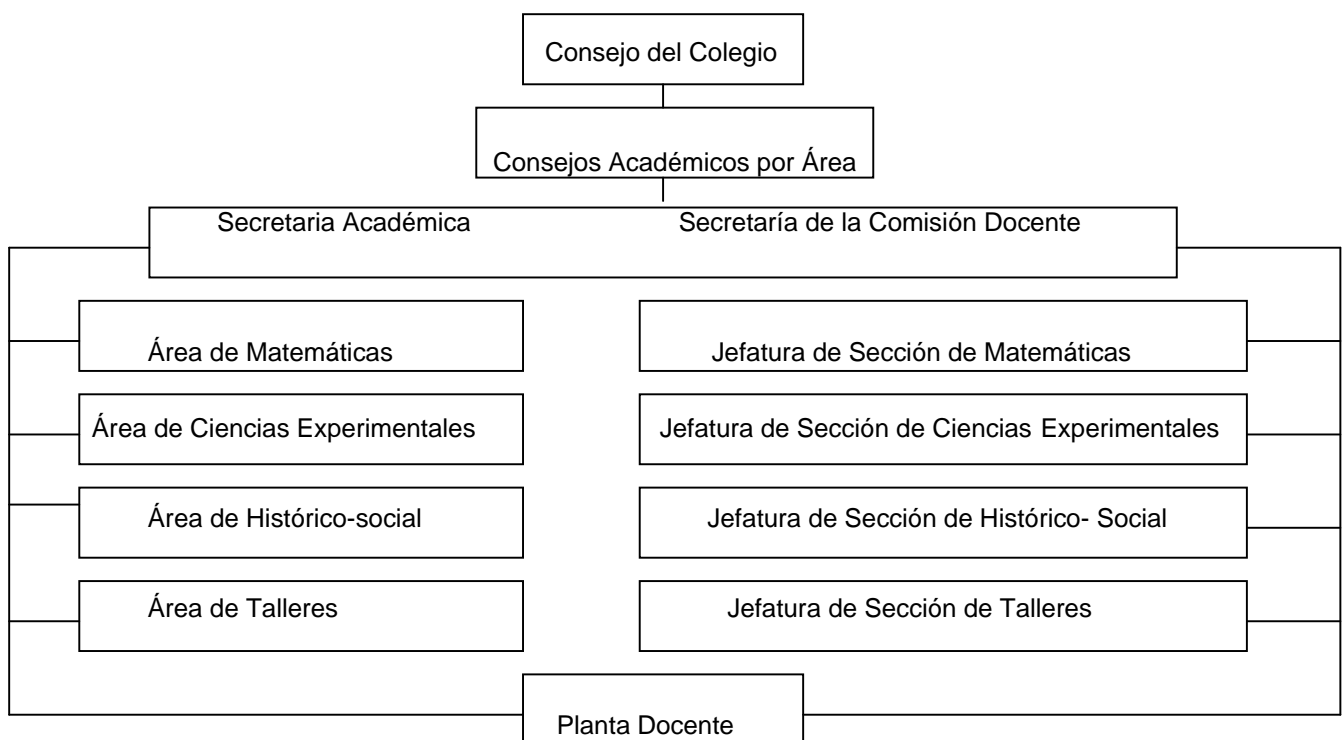 Consejo del Colegio
Consejos Académicos por Área
Secretaria Académica
Secretaría de la Comisión Docente
Área de Matemáticas
Jefatura de Sección de Matemáticas
Área de Ciencias Experimentales
Jefatura de Sección de Ciencias Experimentales
Área de Histórico-social
Jefatura de Sección de Histórico- Social
Área de Talleres
Jefatura de Sección de Talleres
Planta Docente